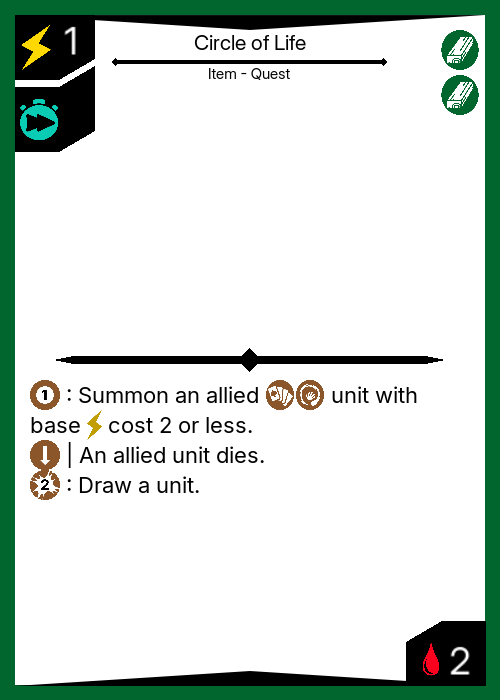 1
Circle of Life
Item - Quest
1 : Summon an allied unit with
base cost 2 or less.
| An allied unit dies.
2 : Draw a unit.
2